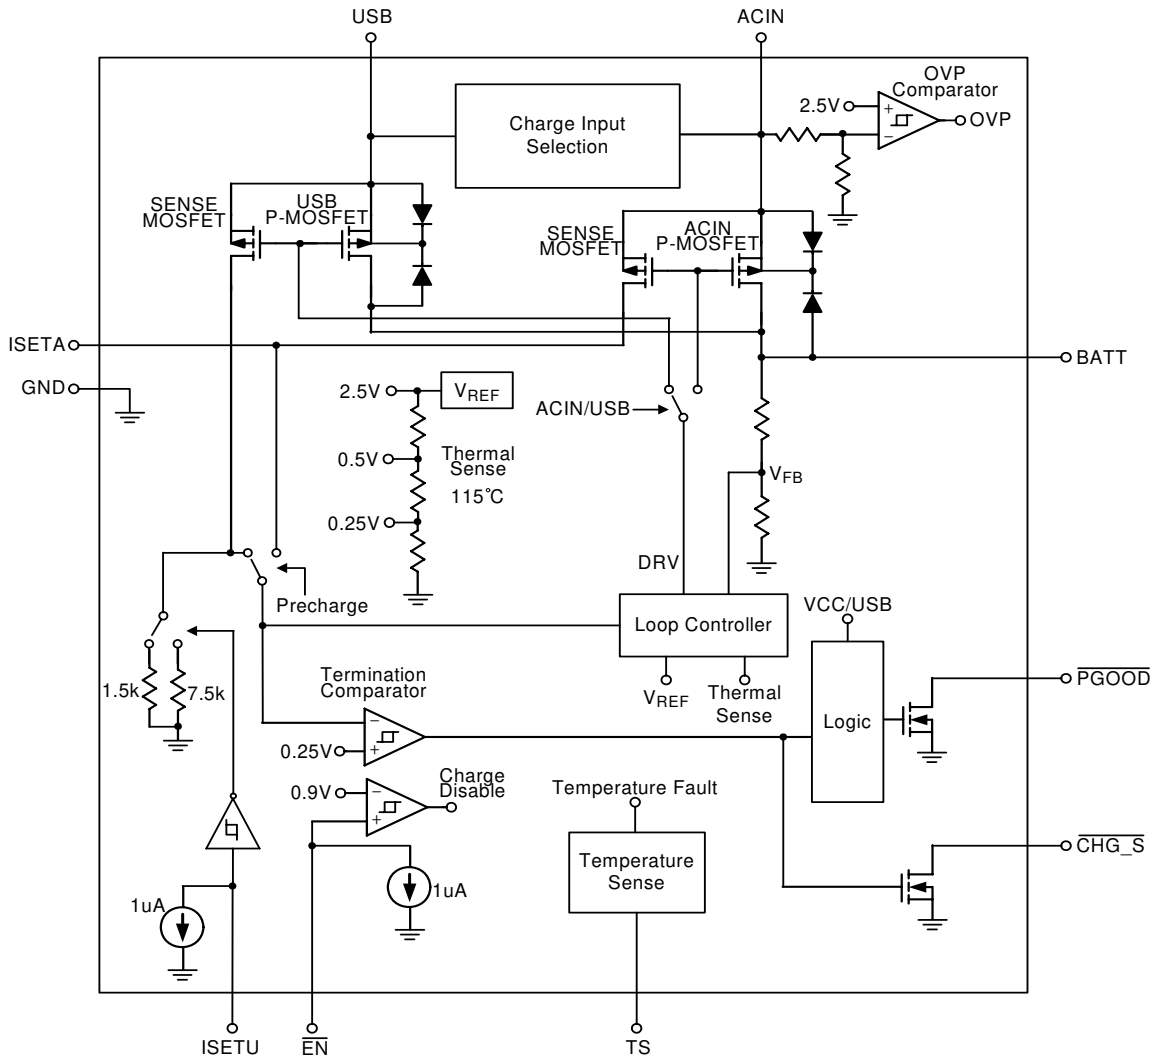 USB
ACIN
OVP
Comparator
2.5V
+
−
OVP
Charge Input
Selection
SENSE
MOSFET
USB
P-MOSFET
SENSE
MOSFET
ACIN
P-MOSFET
ISETA
BATT
GND
2.5V
VREF
ACIN/USB
0.5V
Thermal
Sense
115°C
VFB
0.25V
DRV
Precharge
Loop Controller
VCC/USB
1.5k
7.5k
Termination
Comparator
VREF
Thermal
Sense
PGOOD
−
+
0.25V
Logic
0.9V
−
+
Charge
Disable
Temperature Fault
CHG_S
Temperature
Sense
1uA
1uA
ISETU
EN
TS